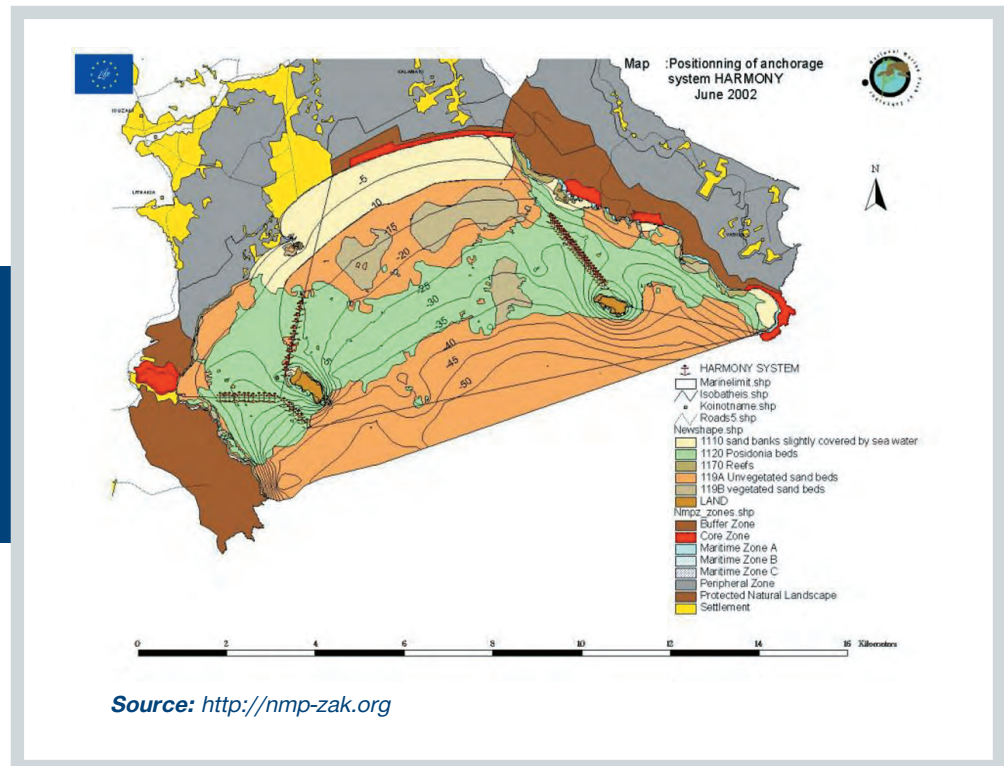 Map :Positionning of anchorage
system HARMONY
June 2002
Life
N
KALAMAKI
LITHAKIA
-5
-10
-15
-20
-25
-30
-35
-40
-45
-50
-5
HARMONY SYSTEM
Marinelimit.shp
Isobatheis.shp
Koinotname.shp
Roads5.shp
Newshape.shp
1110 sand banks slightly covered by sea water
1120 Posidonia beds
1170 Reefs
119A Unvegetated sand beds
119B vegetated sand beds
LAND
Nmpz_zones.shp
Buffer Zone
Core Zone
Maritime Zone A
Maritime Zone B
Maritime Zone C
Peripheral Zone
Protected Natural Landscape
Settlement
0 2 4 6 8 10 12 14 16 Kilometers
Source: http://nmp-zak.org